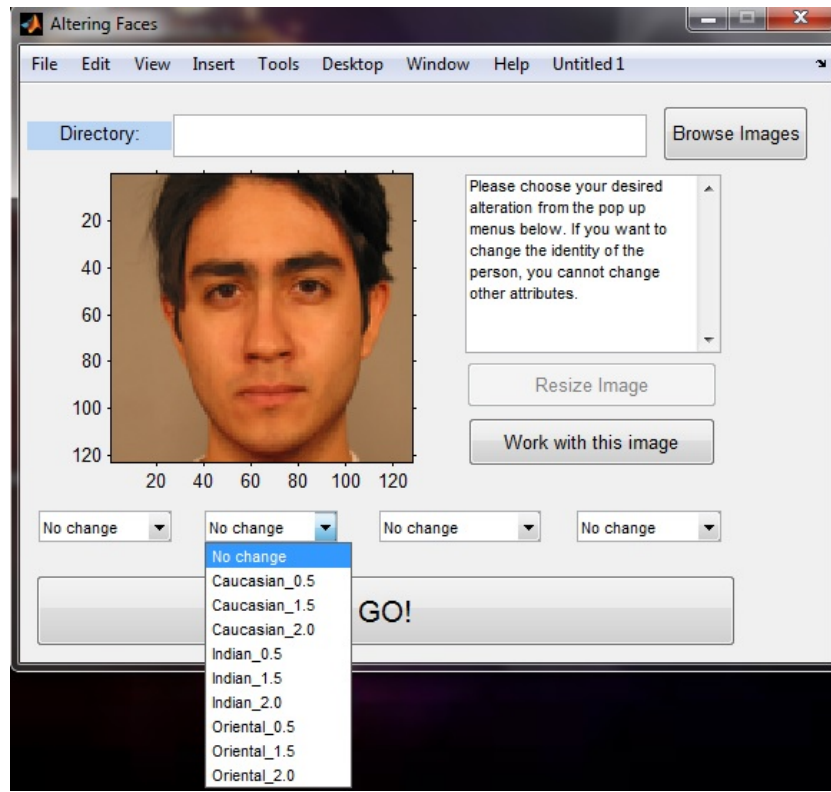 Altering Faces
File Edit View Insert Tools Desktop Window Help Untitled 1
Directory:
Browse Images
Please choose your desired
alteration from the pop up
menus below. If you want to
change the identity of the
person, you cannot change
other attributes.
20
40
60
80
100
120
20 40 60 80 100 120
Resize Image
Work with this image
No change No change No change No change
No change
Caucasian_0.5
Caucasian_1.5
Caucasian_2.0
Indian_0.5
Indian_1.5
Indian_2.0
Oriental_0.5
Oriental_1.5
Oriental_2.0
GO!